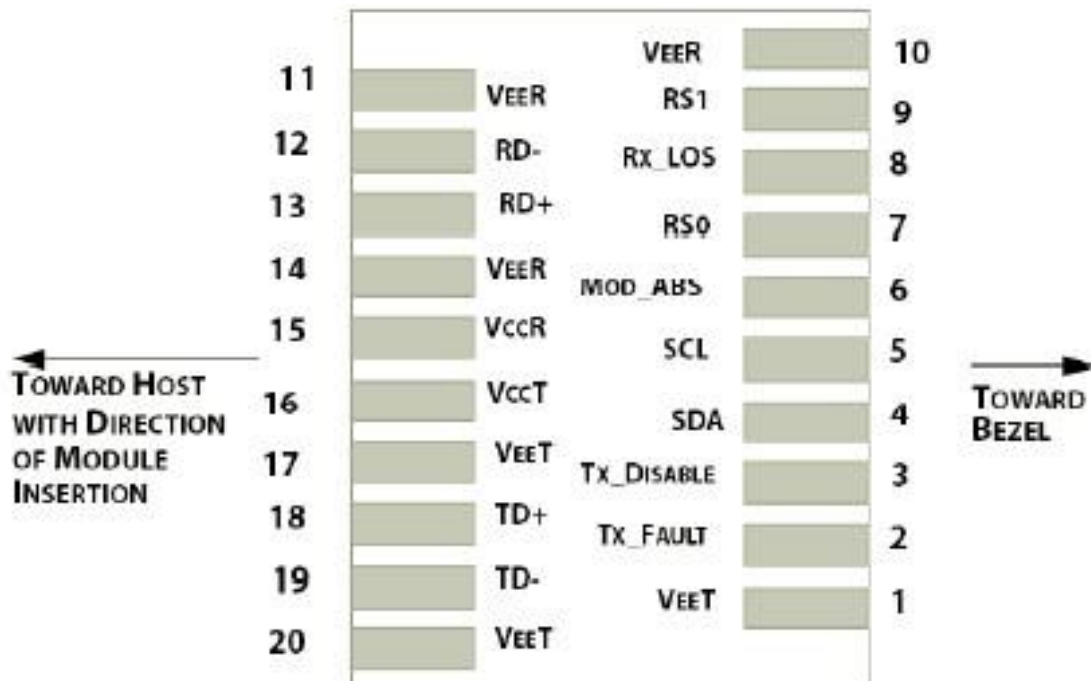 11 VEER
12 RD-
13 RD+
14 VEER
15 VCCR
16 VCCT
17 VEET
18 TD+
19 TD-
20 VEET
VEER 10
RS1 9
RX_LOS 8
RS0 7
MOD_ABS 6
SCL 5
SDA 4
TX_DISABLE 3
TX_FAULT 2
VEET 1
TOWARD HOST
WITH DIRECTION
OF MODULE
INSERTION
TOWARD
BEZEL